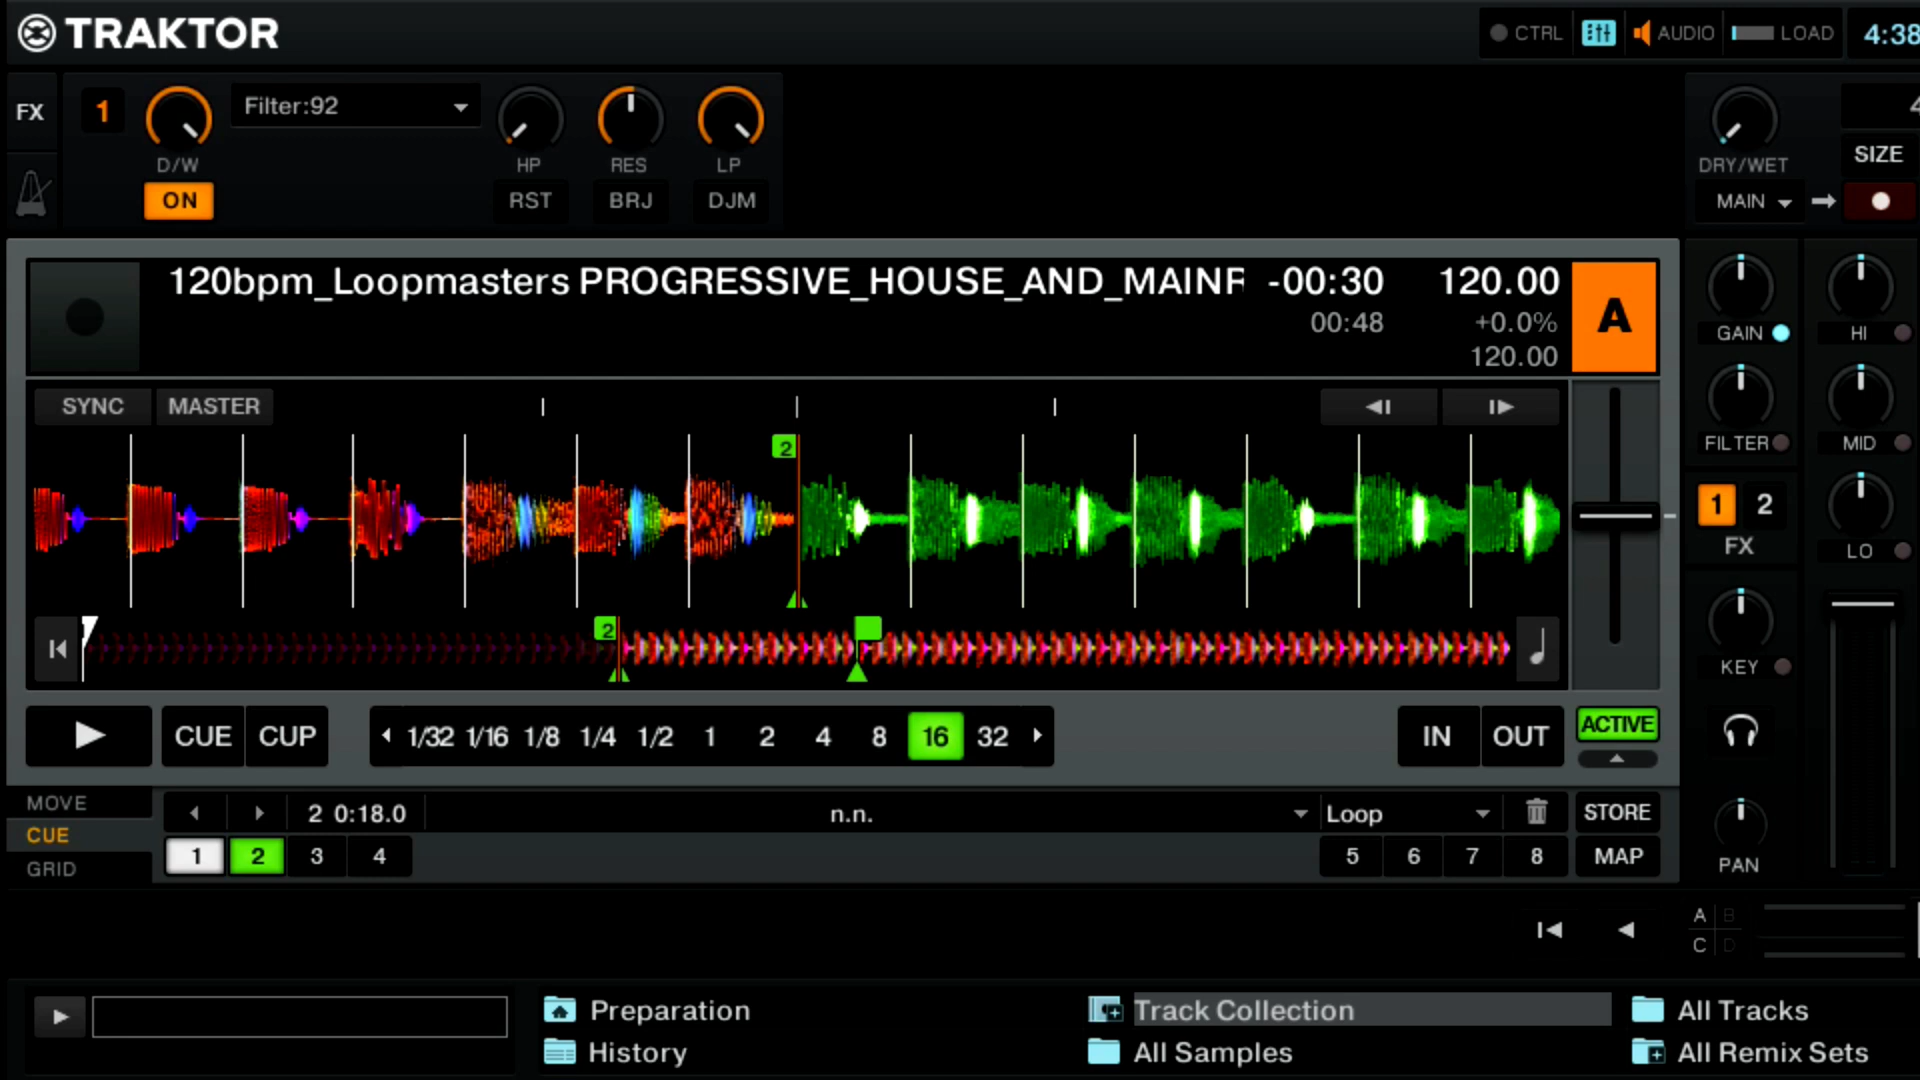 TRAKTOR
CTRL AUDIO LOAD 4:38
FX 1 Filter:92
D/W HP RES LP
ON RST BRJ DJM
DRY/WET SIZE
MAIN
120bpm_Loopmasters PROGRESSIVE_HOUSE_AND_MAINR -00:30 120.00
00:48 +0.0%
120.00
A
SYNC MASTER
2
2
GAIN HI
FILTER MID
1 2
FX
LO
KEY
PAN
CUE CUP 1/32 1/16 1/8 1/4 1/2 1 2 4 8 16 32 IN OUT ACTIVE
MOVE
CUE
GRID
2 0:18.0 n.n. Loop STORE
1 2 3 4 5 6 7 8 MAP
A B
C D
Preparation Track Collection All Tracks
History All Samples All Remix Sets